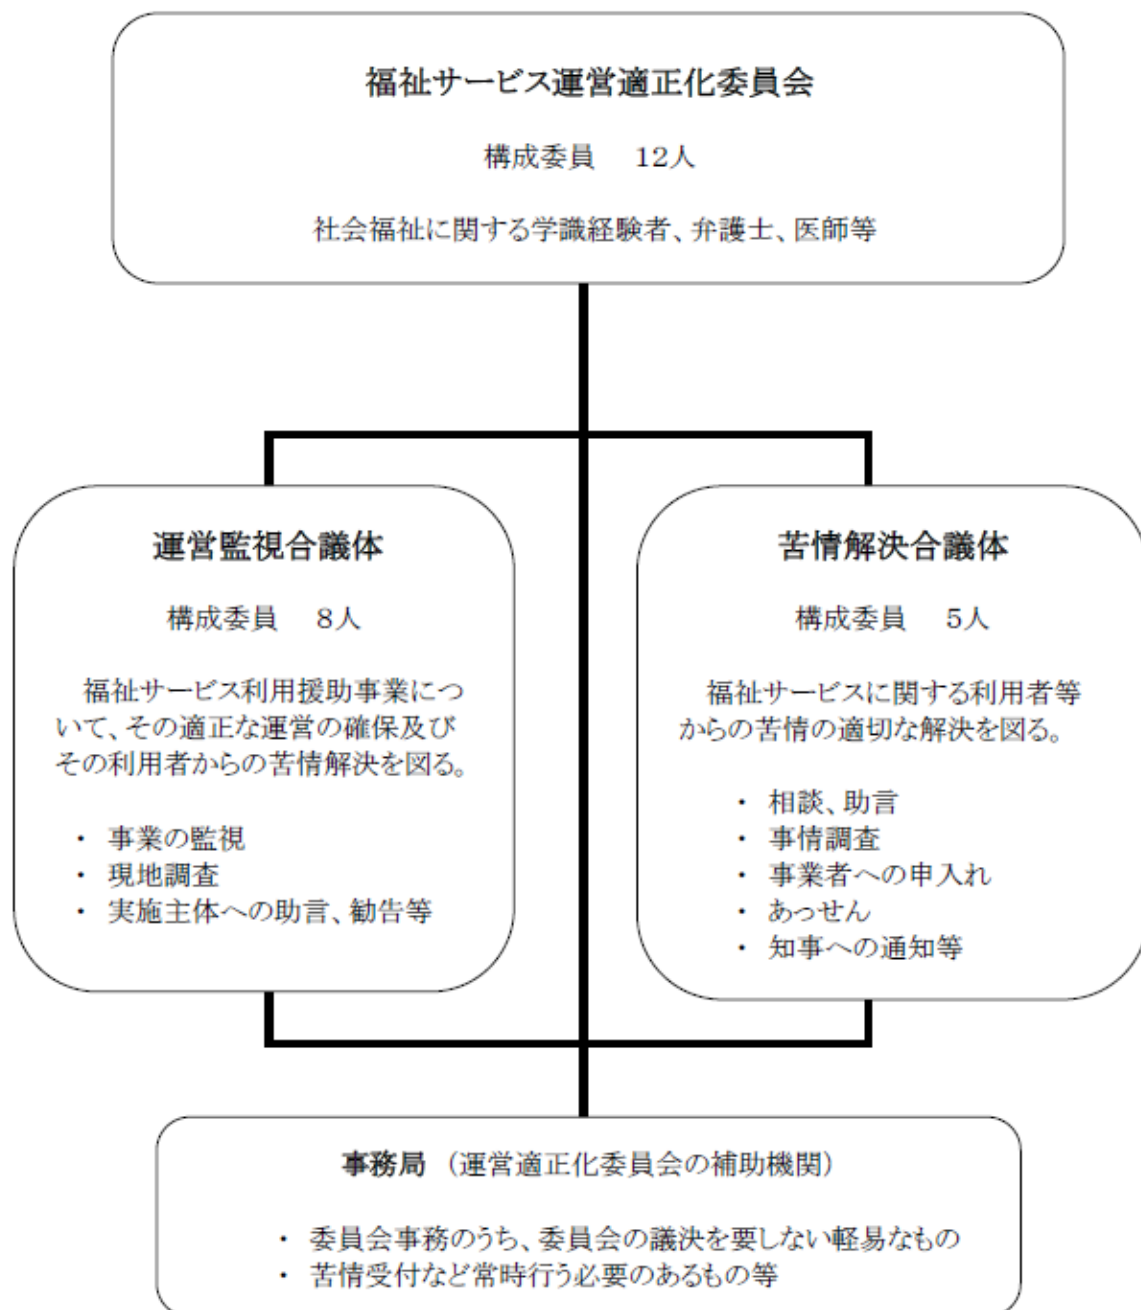 福祉サービス運営適正化委員会
構成委員　12人
社会福祉に関する学識経験者、弁護士、医師等
運営監視合議体
構成委員　8人
福祉サービス利用援助事業につ
いて、その適正な運営の確保及び
その利用者からの苦情解決を図る。
・ 事業の監視
・ 現地調査
・ 実施主体への助言、勧告等
苦情解決合議体
構成委員　5人
福祉サービスに関する利用者等
からの苦情の適切な解決を図る。
・ 相談、助言
・ 事情調査
・ 事業者への申入れ
・ あっせん
・ 知事への通知等
事務局 （運営適正化委員会の補助機関）
・ 委員会事務のうち、委員会の議決を要しない軽易なもの
・ 苦情受付など常時行う必要のあるもの等